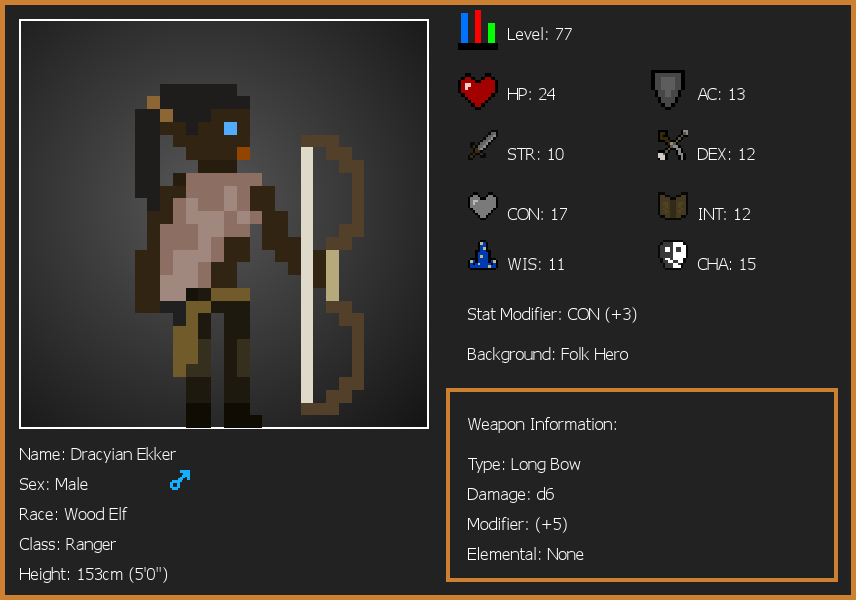 Level: 77
HP: 24
AC: 13
STR: 10
DEX: 12
CON: 17
INT: 12
WIS: 11
CHA: 15
Stat Modifier: CON (+3)
Background: Folk Hero
Weapon Information:
Type: Long Bow
Damage: d6
Modifier: (+5)
Elemental: None
Name: Dracyian Ekker
Sex: Male
Race: Wood Elf
Class: Ranger
Height: 153cm (5'0")